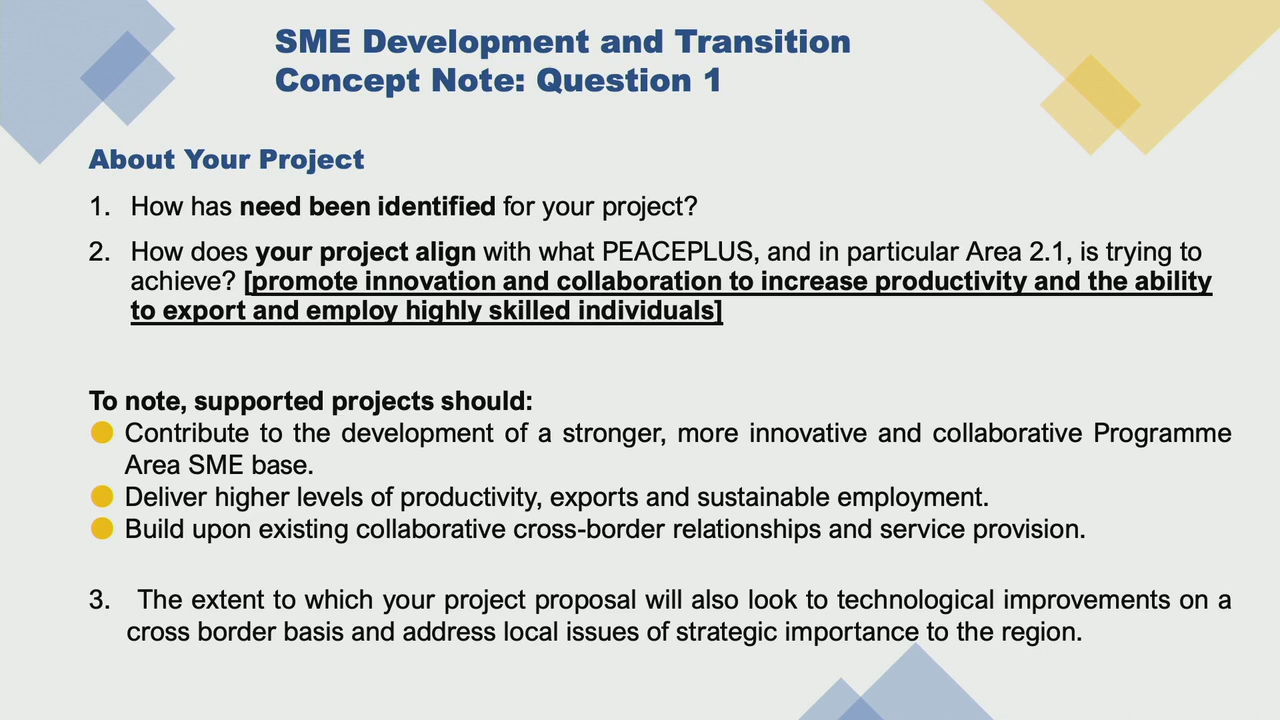 SME Development and Transition
Concept Note: Question 1
About Your Project
1. How has need been identified for your project?
2. How does your project align with what PEACEPLUS, and in particular Area 2.1, is trying to
achieve? [promote innovation and collaboration to increase productivity and the ability
to export and employ highly skilled individuals]
To note, supported projects should:
Contribute to the development of a stronger, more innovative and collaborative Programme
Area SME base.
Deliver higher levels of productivity, exports and sustainable employment.
Build upon existing collaborative cross-border relationships and service provision.
3. The extent to which your project proposal will also look to technological improvements on a
cross border basis and address local issues of strategic importance to the region.